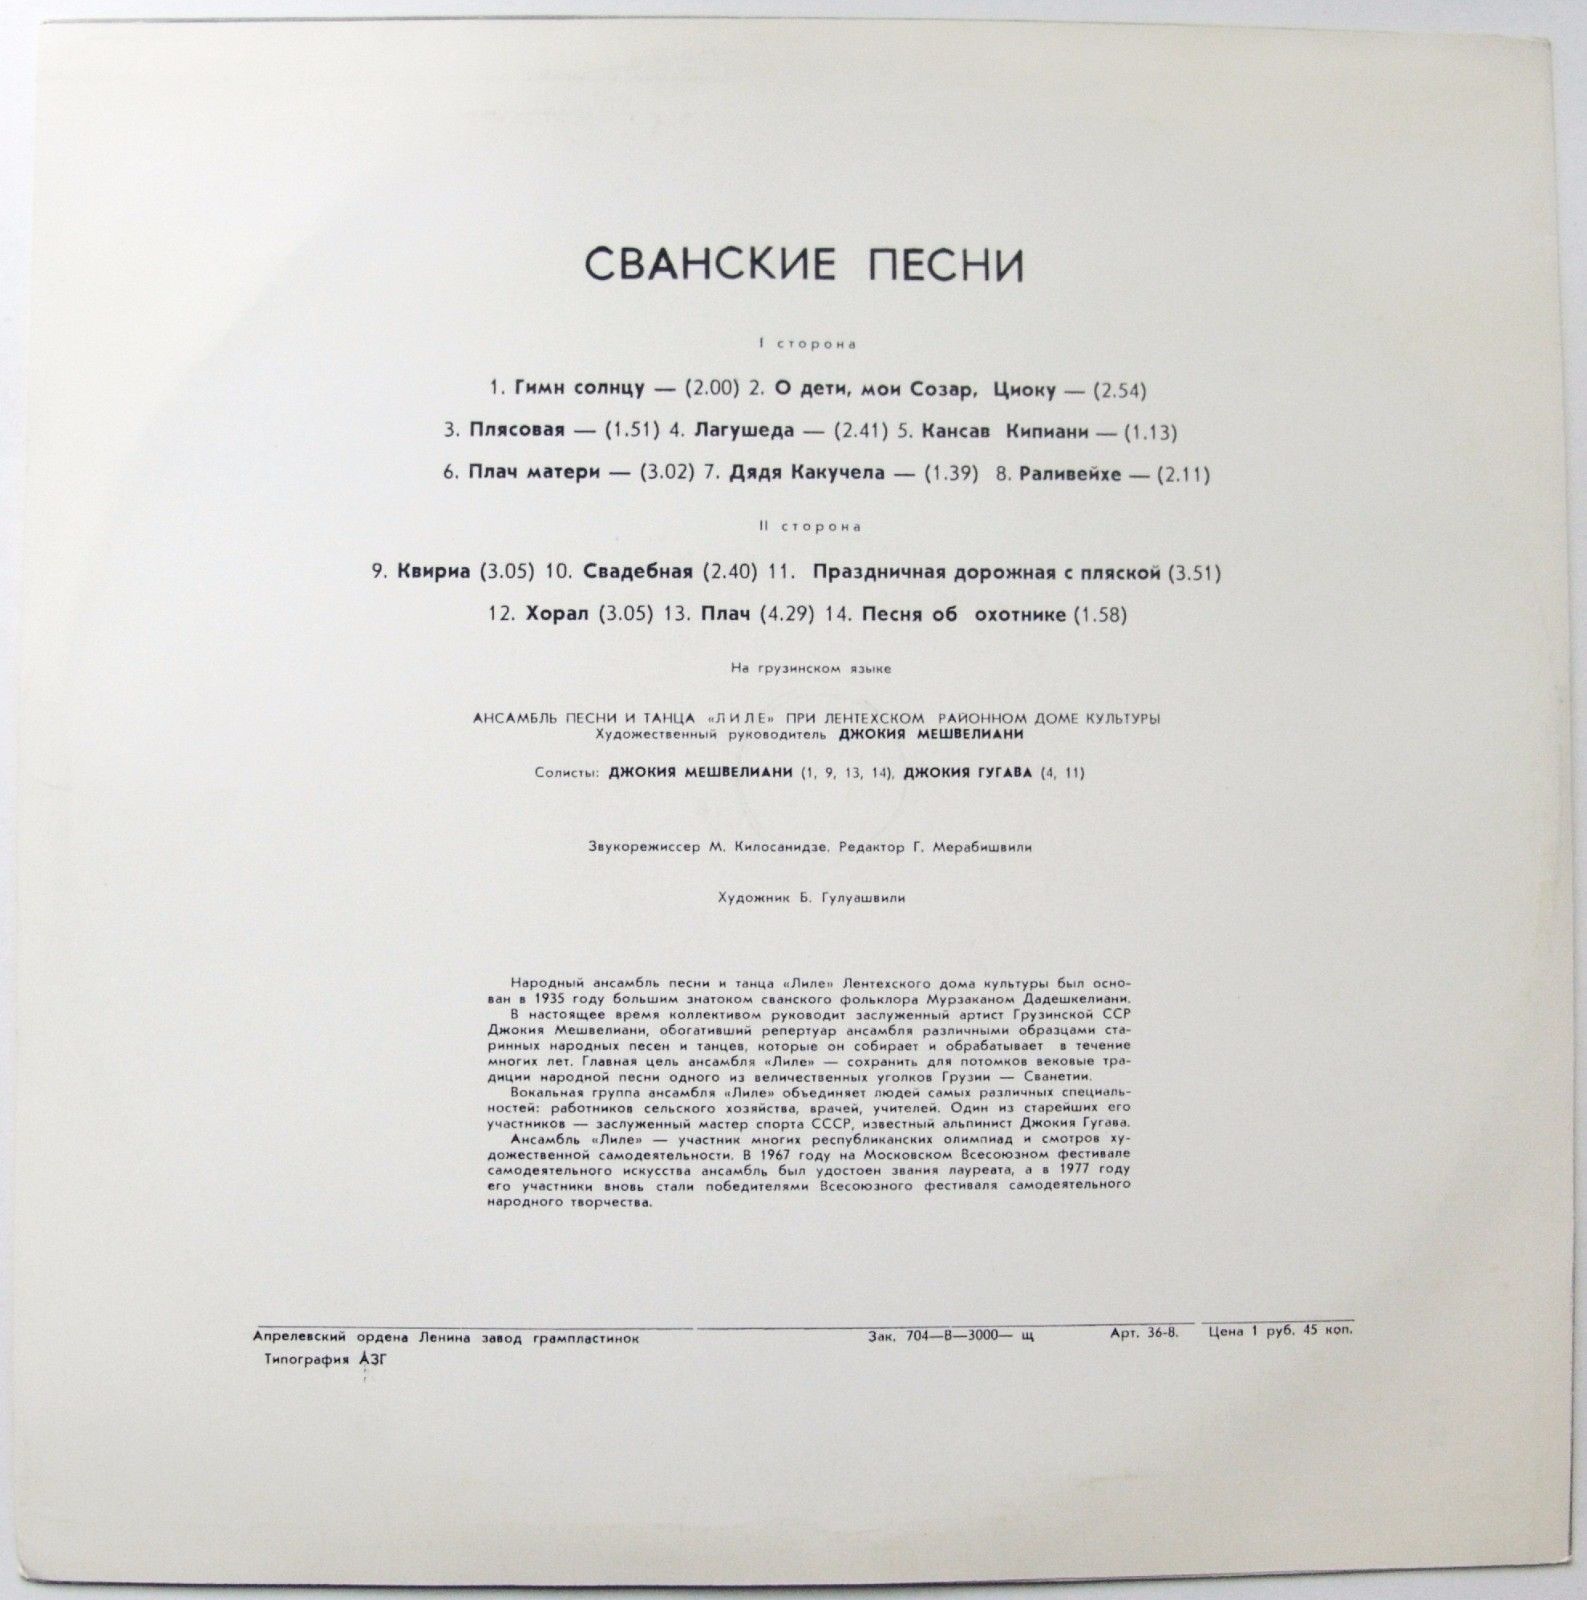 СВАНСКИЕ ПЕСНИ
I сторона
1. Гимн солнцу — (2.00) 2. О дети, мои Созар, Циоку — (2.54)
3. Плясовая — (1.51) 4. Лагушеда — (2.41) 5. Кансав Кипиани — (1.13)
6. Плач матери — (3.02) 7. Дядя Какучела — (1.39) 8. Раливейхе — (2.11)
II сторона
9. Квириа (3.05) 10. Свадебная (2.40) 11. Праздничная дорожная с пляской (3.51)
12. Хорал (3.05) 13. Плач (4.29) 14. Песня об охотнике (1.58)
На грузинском языке
АНСАМБЛЬ ПЕСНИ И ТАНЦА «ЛИЛЕ» ПРИ ЛЕНТЕХСКОМ РАЙОННОМ ДОМЕ КУЛЬТУРЫ
Художественный руководитель ДЖОКИЯ МЕШВЕЛИАНИ
Солисты: ДЖОКИЯ МЕШВЕЛИАНИ (1, 9, 13, 14), ДЖОКИЯ ГУГАВА (4, 11)
Звукорежиссер М. Килосанидзе. Редактор Г. Мерабишвили
Художник Б. Гулуашвили
Народный ансамбль песни и танца «Лиле» Лентехского дома культуры был осно-
ван в 1935 году большим знатоком сванского фольклора Мурзаканом Дадешкелиани.
В настоящее время коллективом руководит заслуженный артист Грузинской ССР
Джокия Мешвелиани, обогативший репертуар ансамбля различными образцами ста-
ринных народных песен и танцев, которые он собирает и обрабатывает в течение
многих лет. Главная цель ансамбля «Лиле» — сохранить для потомков вековые тра-
диции народной песни одного из величественных уголков Грузии — Сванетии.
Вокальная группа ансамбля «Лиле» объединяет людей самых различных специаль-
ностей: работников сельского хозяйства, врачей, учителей. Один из старейших его
участников — заслуженный мастер спорта СССР, известный альпинист Джокия Гугава.
Ансамбль «Лиле» — участник многих республиканских олимпиад и смотров ху-
дожественной самодеятельности. В 1967 году на Московском Всесоюзном фестивале
самодеятельного искусства ансамбль был удостоен звания лауреата, а в 1977 году
его участники вновь стали победителями Всесоюзного фестиваля самодеятельного
народного творчества.
Апрелевский ордена Ленина завод грампластинок Зак. 704—В—3000— щ Арт. 36-8. Цена 1 руб. 45 коп.
Типография АЗГ